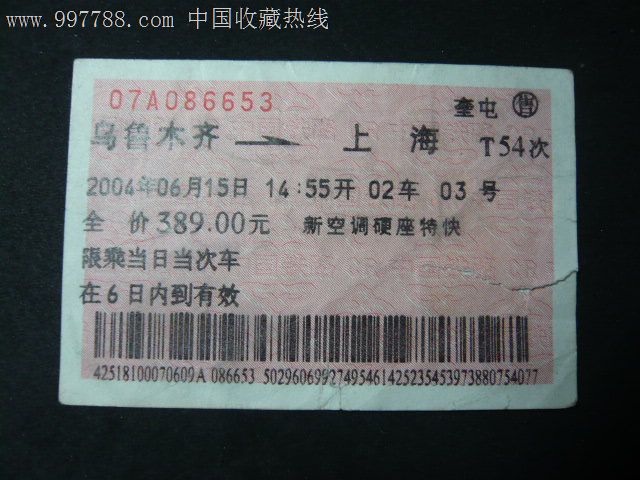 www.997788.com 中国收藏热线
07A086653
奎屯 售
乌鲁木齐 上海 T54次
2004年06月15日 14:55开 02车 03号
全价389.00元 新空调硬座特快
限乘当日当次车
在6日内到有效
42518100070609A 086653 50296069927495461425235453973880754077